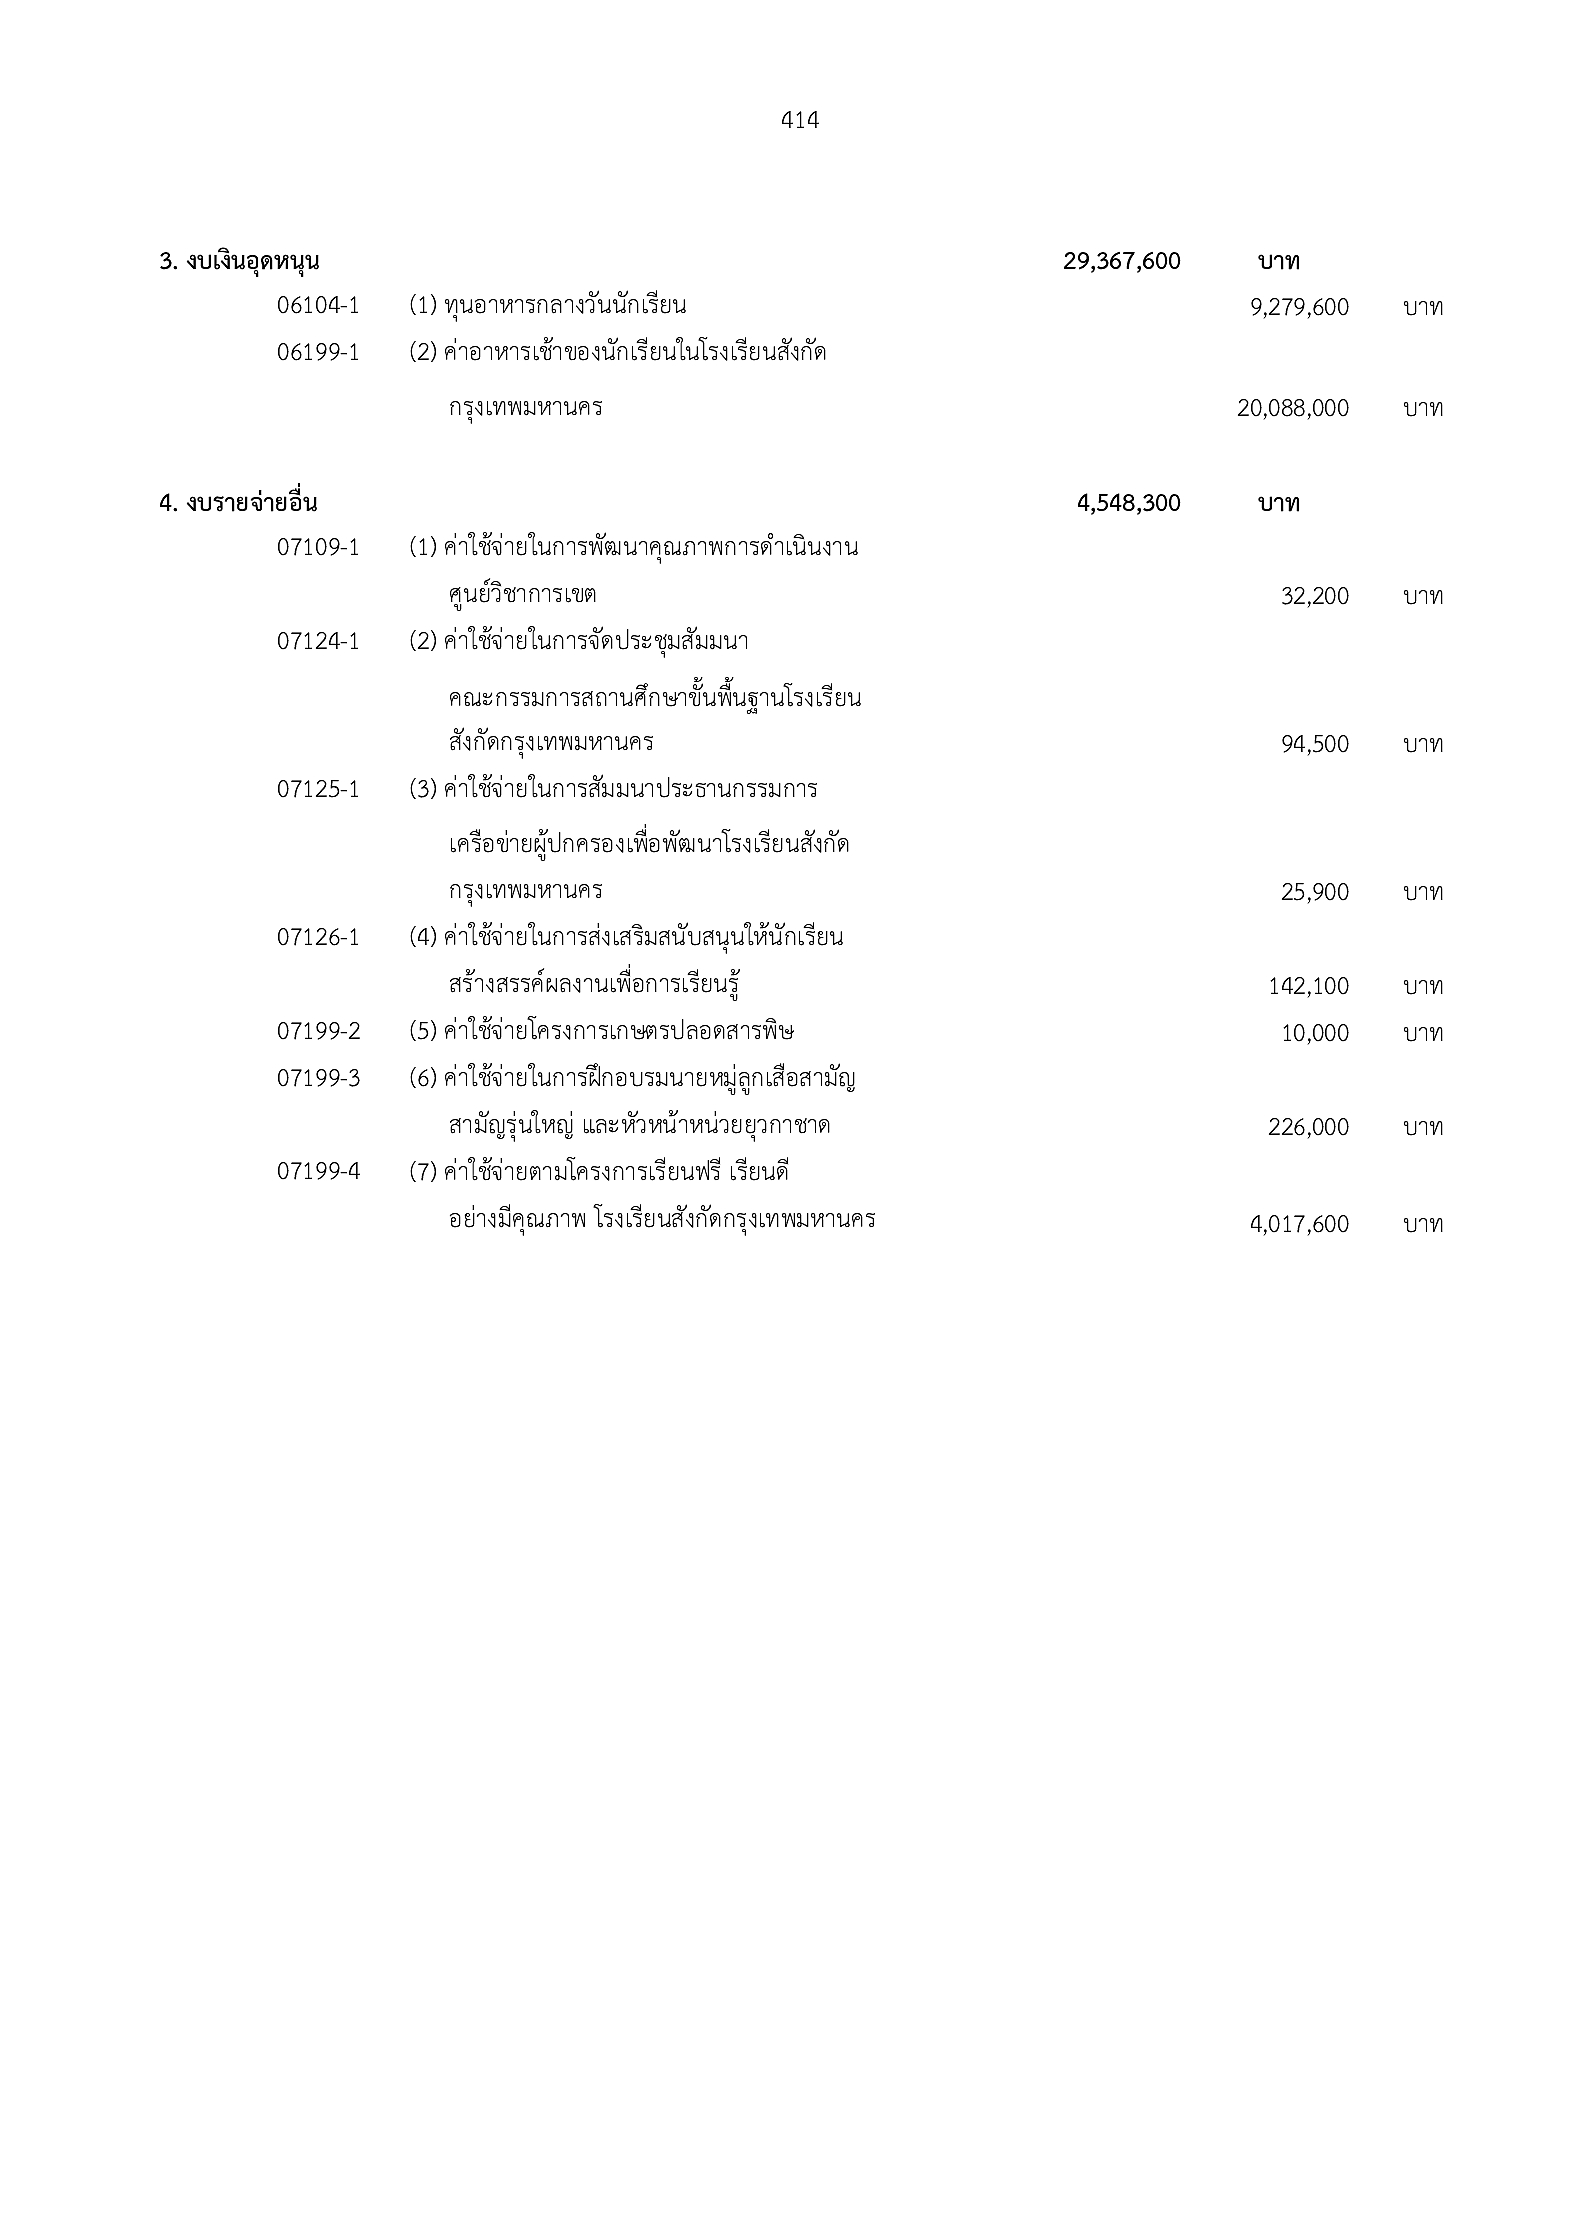 414
3. งบเงินอุดหนุน 29,367,600 บาท
06104-1 (1) ทุนอาหารกลางวันนักเรียน 9,279,600 บาท
06199-1 (2) ค่าอาหารเช้าของนักเรียนในโรงเรียนสังกัด
กรุงเทพมหานคร 20,088,000 บาท
4. งบรายจ่ายอื่น 4,548,300 บาท
07109-1 (1) ค่าใช้จ่ายในการพัฒนาคุณภาพการดำเนินงาน
ศูนย์วิชาการเขต 32,200 บาท
07124-1 (2) ค่าใช้จ่ายในการจัดประชุมสัมมนา
คณะกรรมการสถานศึกษาขั้นพื้นฐานโรงเรียน
สังกัดกรุงเทพมหานคร 94,500 บาท
07125-1 (3) ค่าใช้จ่ายในการสัมมนาประธานกรรมการ
เครือข่ายผู้ปกครองเพื่อพัฒนาโรงเรียนสังกัด
กรุงเทพมหานคร 25,900 บาท
07126-1 (4) ค่าใช้จ่ายในการส่งเสริมสนับสนุนให้นักเรียน
สร้างสรรค์ผลงานเพื่อการเรียนรู้ 142,100 บาท
07199-2 (5) ค่าใช้จ่ายโครงการเกษตรปลอดสารพิษ 10,000 บาท
07199-3 (6) ค่าใช้จ่ายในการฝึกอบรมนายหมู่ลูกเสือสามัญ
สามัญรุ่นใหญ่ และหัวหน้าหน่วยยุวกาชาด 226,000 บาท
07199-4 (7) ค่าใช้จ่ายตามโครงการเรียนฟรี เรียนดี
อย่างมีคุณภาพ โรงเรียนสังกัดกรุงเทพมหานคร 4,017,600 บาท